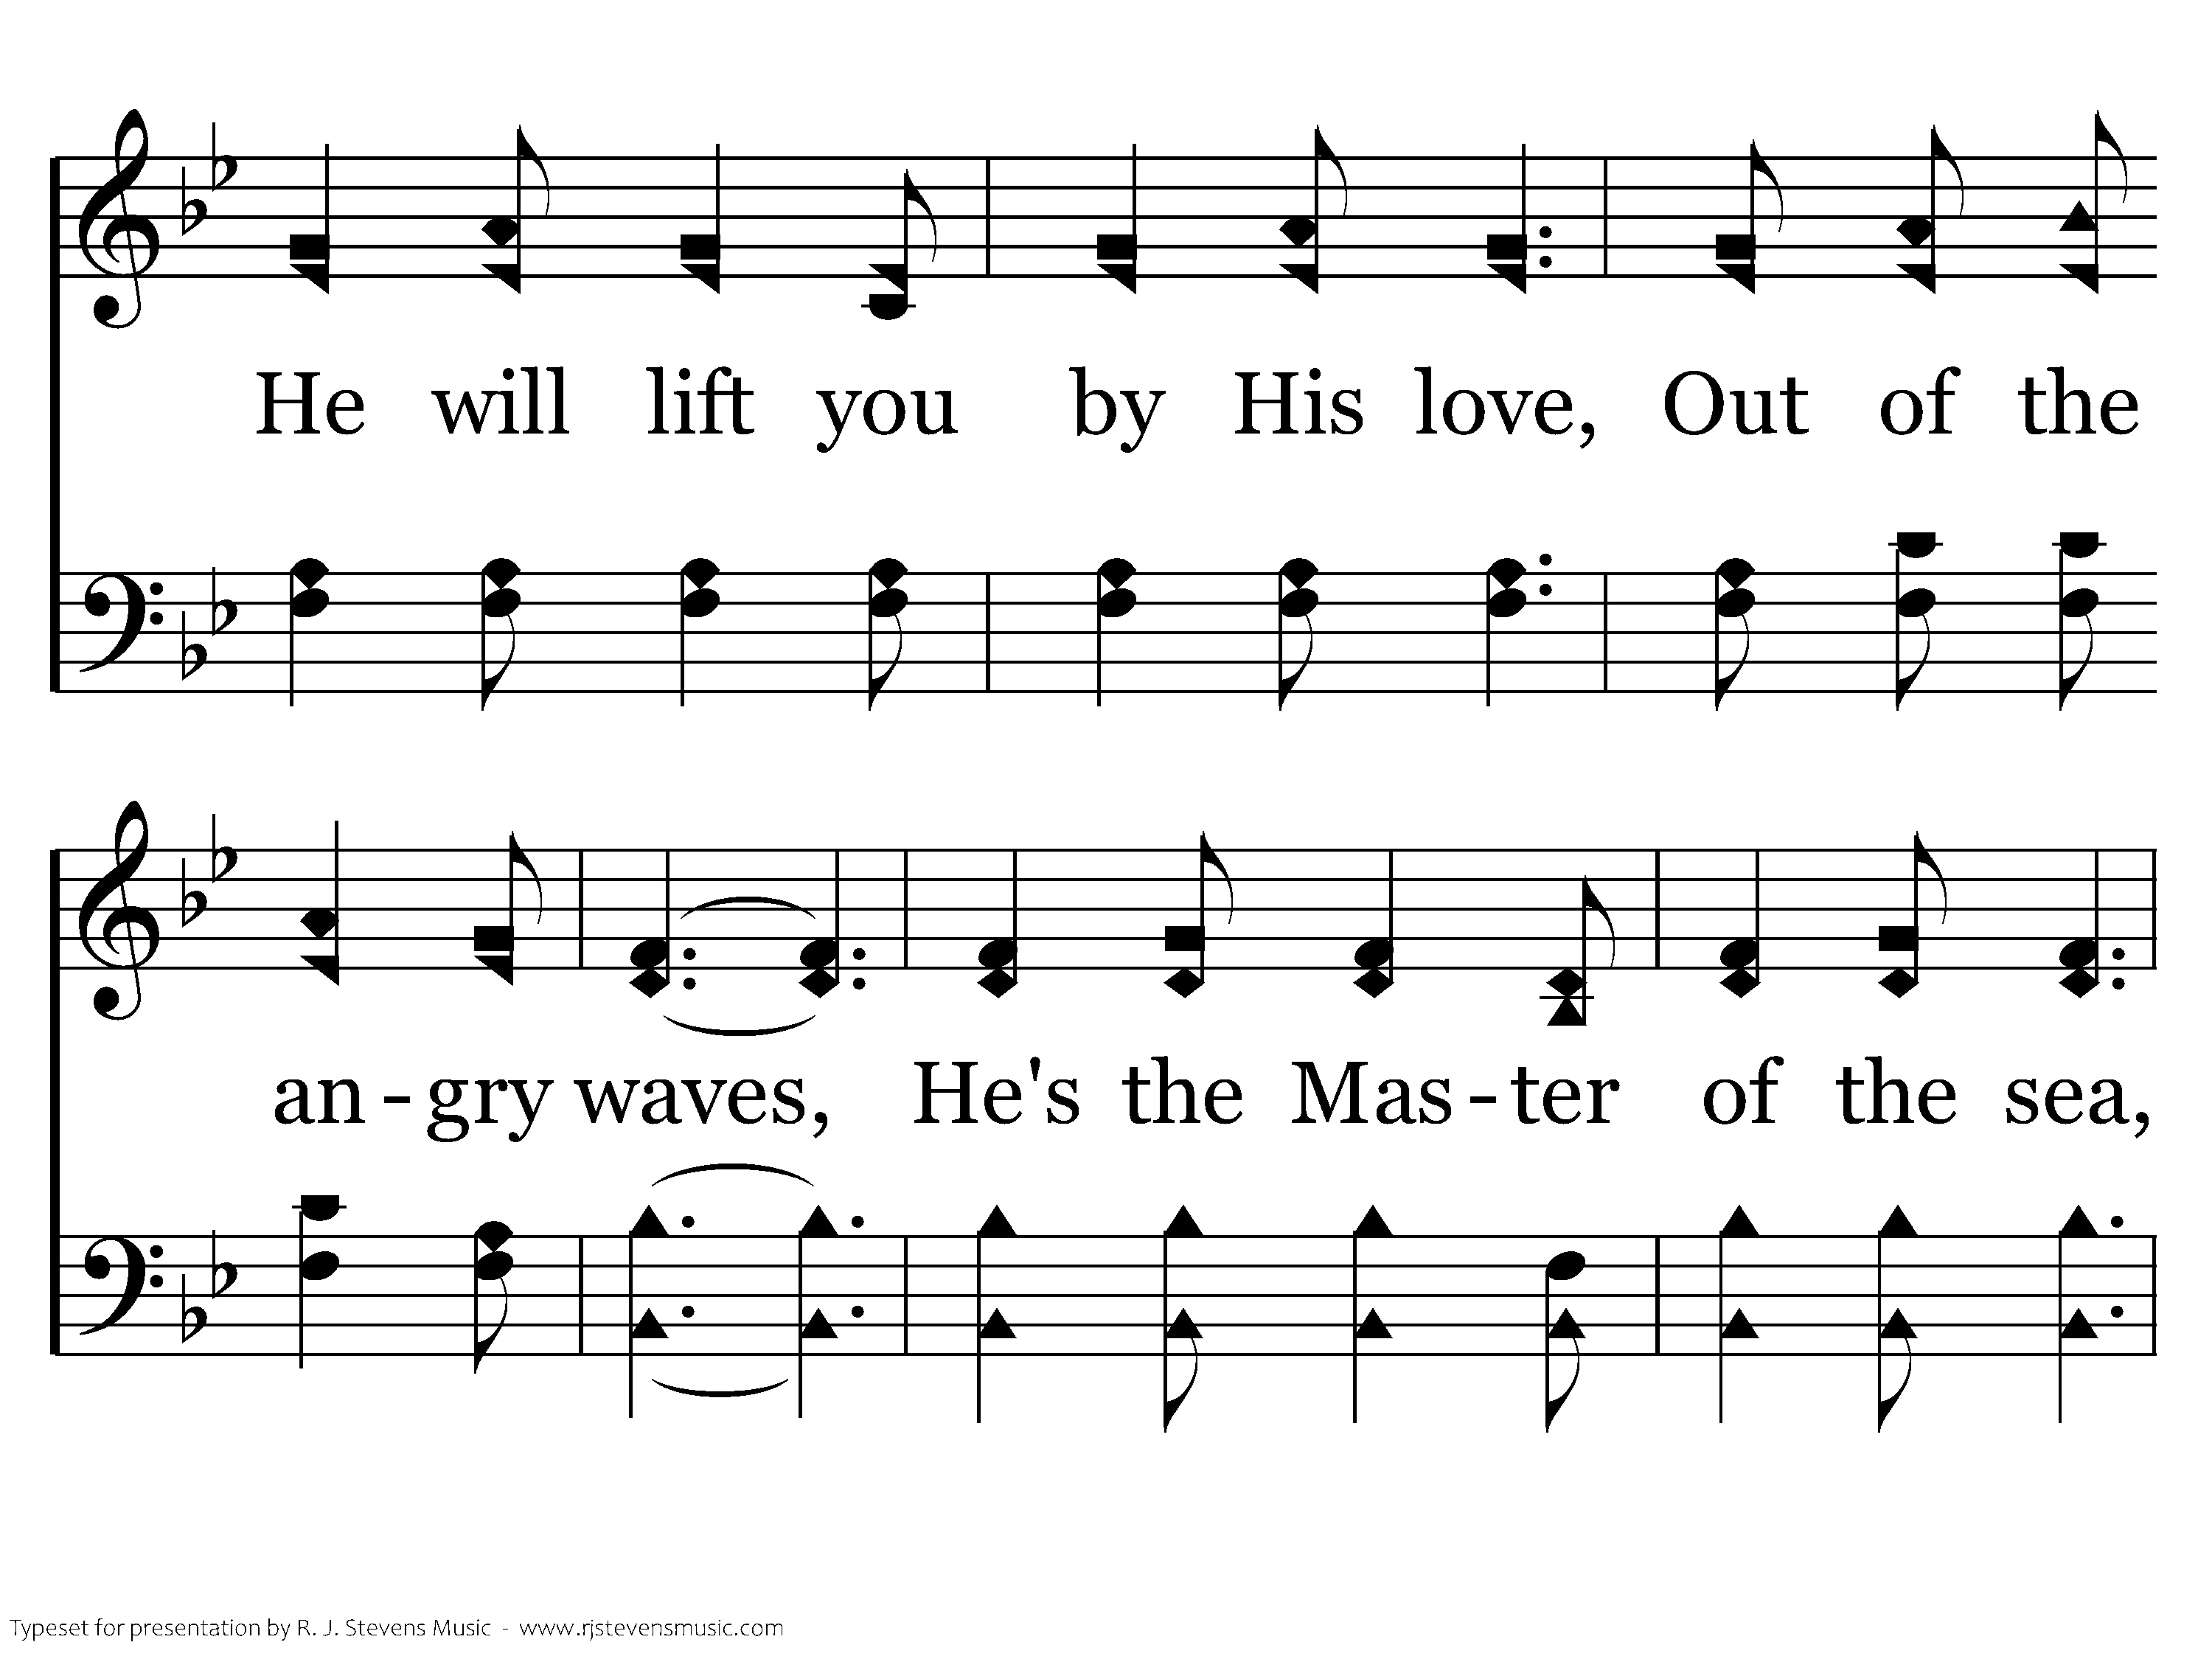 He will lift you by His love, Out of the
an - gry waves, He's the Mas - ter of the sea,
Typeset for presentation by R. J. Stevens Music - www.rjstevensmusic.com